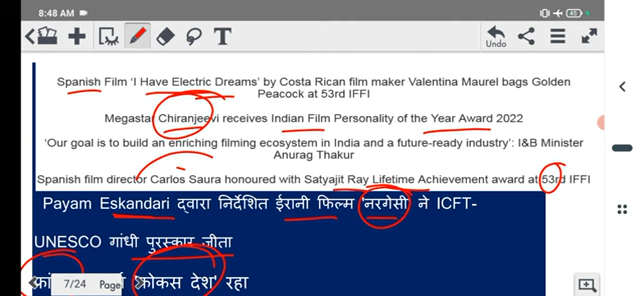 8:48 AM
45
Undo
Spanish Film 'I Have Electric Dreams' by Costa Rican film maker Valentina Maurel bags Golden
Peacock at 53rd IFFI
Megastar Chiranjeevi receives Indian Film Personality of the Year Award 2022
'Our goal is to build an enriching filming ecosystem in India and a future-ready industry': I&B Minister
Anurag Thakur
Spanish film director Carlos Saura honoured with Satyajit Ray Lifetime Achievement award at 53rd IFFI
Payam Eskandari द्वारा निर्देशित ईरानी फिल्म 'नरगेसी' ने ICFT-
UNESCO गांधी पुरस्कार जीता
'फोकस देश' रहा
7/24 Page